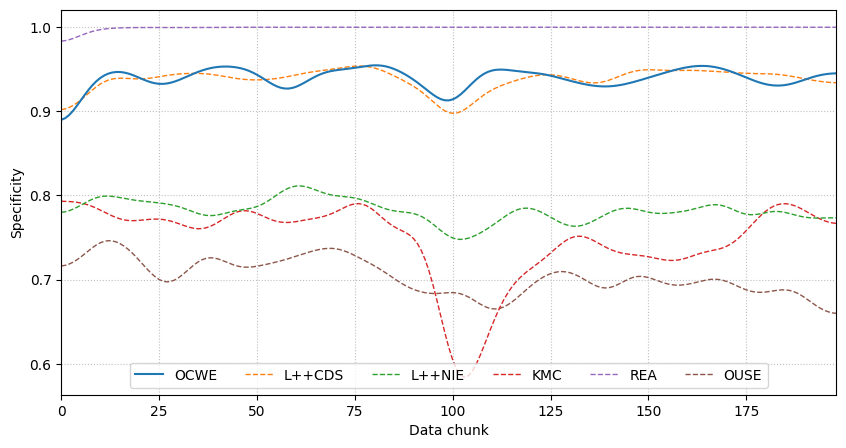 1.0
0.9
0.8
0.7
0.6
Specificity
OCWE L++CDS L++NIE KMC REA OUSE
0 25 50 75 100 125 150 175
Data chunk